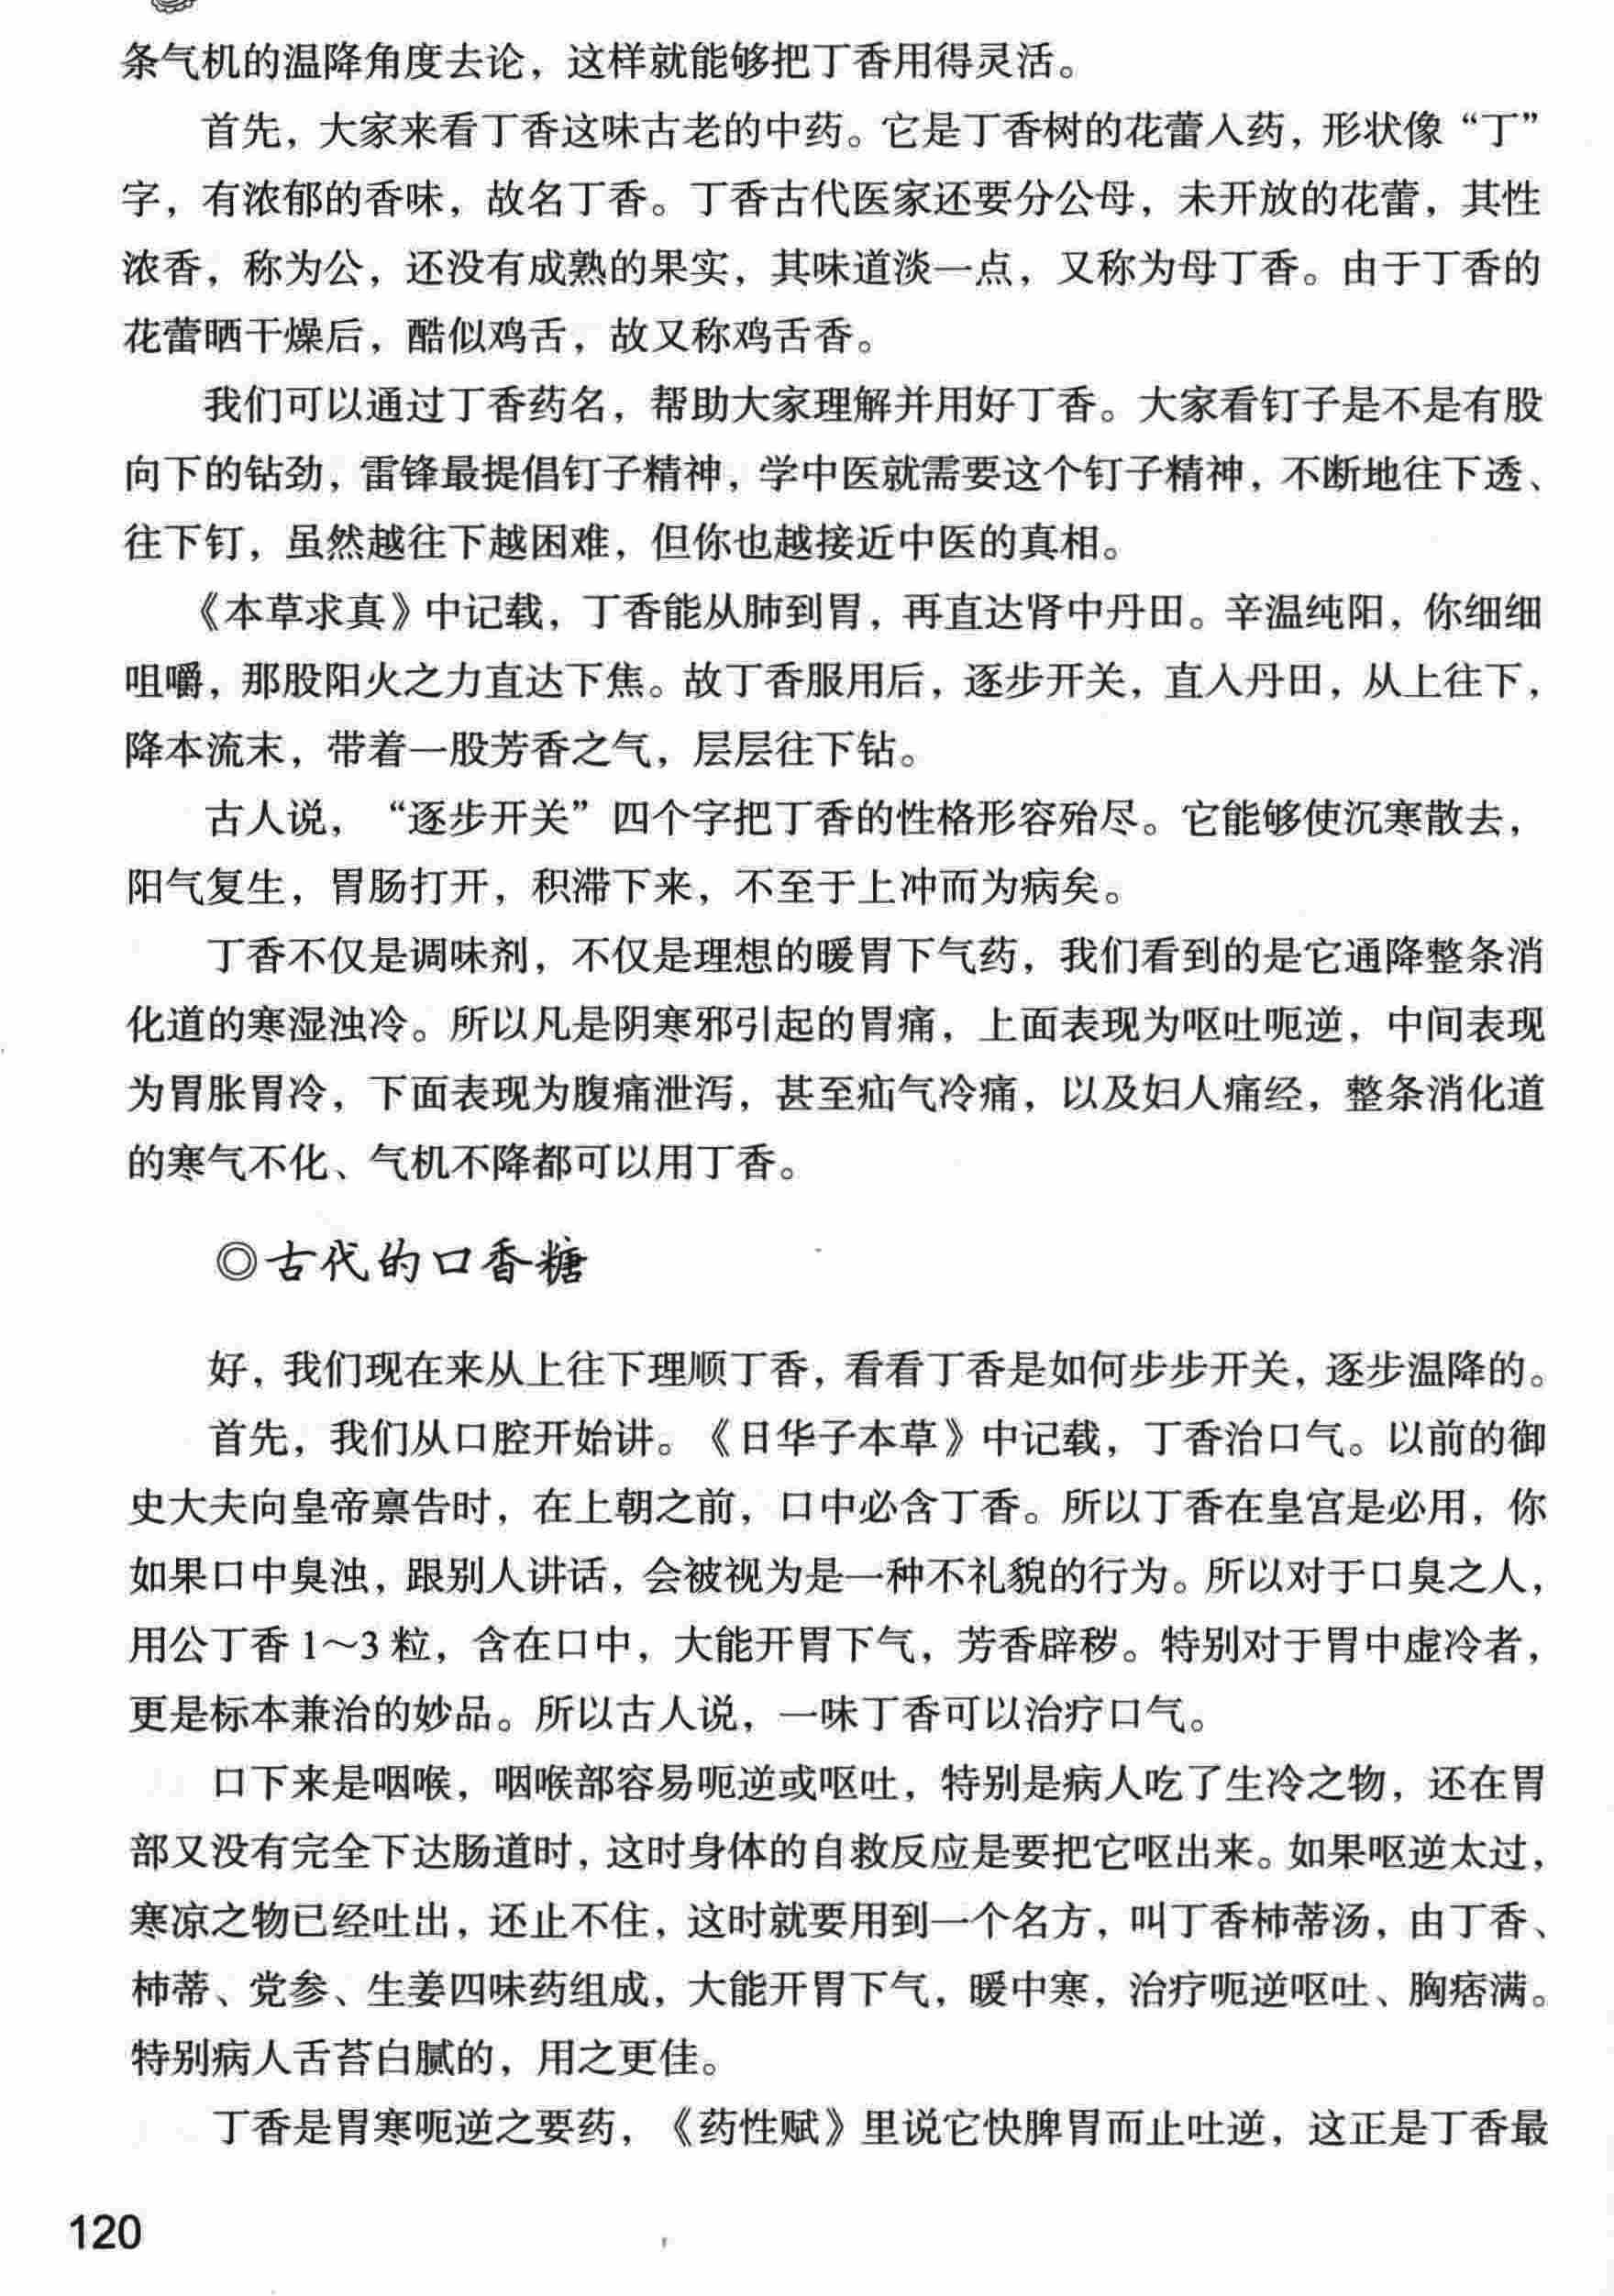 条气机的温降角度去论，这样就能够把丁香用得灵活。
首先，大家来看丁香这味古老的中药。它是丁香树的花蕾入药，形状像“丁”
字，有浓郁的香味，故名丁香。丁香古代医家还要分公母，未开放的花蕾，其性
浓香，称为公，还没有成熟的果实，其味道淡一点，又称为母丁香。由于丁香的
花蕾晒干燥后，酷似鸡舌，故又称鸡舌香。
我们可以通过丁香药名，帮助大家理解并用好丁香。大家看钉子是不是有股
向下的钻劲，雷锋最提倡钉子精神，学中医就需要这个钉子精神，不断地往下透、
往下钉，虽然越往下越困难，但你也越接近中医的真相。
《本草求真》中记载，丁香能从肺到胃，再直达肾中丹田。辛温纯阳，你细细
咀嚼，那股阳火之力直达下焦。故丁香服用后，逐步开关，直入丹田，从上往下，
降本流末，带着一股芳香之气，层层往下钻。
古人说，“逐步开关”四个字把丁香的性格形容殆尽。它能够使沉寒散去，
阳气复生，胃肠打开，积滞下来，不至于上冲而为病矣。
丁香不仅是调味剂，不仅是理想的暖胃下气药，我们看到的是它通降整条消
化道的寒湿浊冷。所以凡是阴寒邪引起的胃痛，上面表现为呕吐呃逆，中间表现
为胃胀胃冷，下面表现为腹痛泄泻，甚至疝气冷痛，以及妇人痛经，整条消化道
的寒气不化、气机不降都可以用丁香。
◎古代的口香糖
好，我们现在来从上往下理顺丁香，看看丁香是如何步步开关，逐步温降的。
首先，我们从口腔开始讲。《日华子本草》中记载，丁香治口气。以前的御
史大夫向皇帝禀告时，在上朝之前，口中必含丁香。所以丁香在皇宫是必用，你
如果口中臭浊，跟别人讲话，会被视为是一种不礼貌的行为。所以对于口臭之人，
用公丁香1～3粒，含在口中，大能开胃下气，芳香辟秽。特别对于胃中虚冷者，
更是标本兼治的妙品。所以古人说，一味丁香可以治疗口气。
口下来是咽喉，咽喉部容易呃逆或呕吐，特别是病人吃了生冷之物，还在胃
部又没有完全下达肠道时，这时身体的自救反应是要把它呕出来。如果呕逆太过，
寒凉之物已经吐出，还止不住，这时就要用到一个名方，叫丁香柿蒂汤，由丁香、
柿蒂、党参、生姜四味药组成，大能开胃下气，暖中寒，治疗呃逆呕吐、胸痞满。
特别病人舌苔白腻的，用之更佳。
丁香是胃寒呃逆之要药，《药性赋》里说它快脾胃而止吐逆，这正是丁香最
120